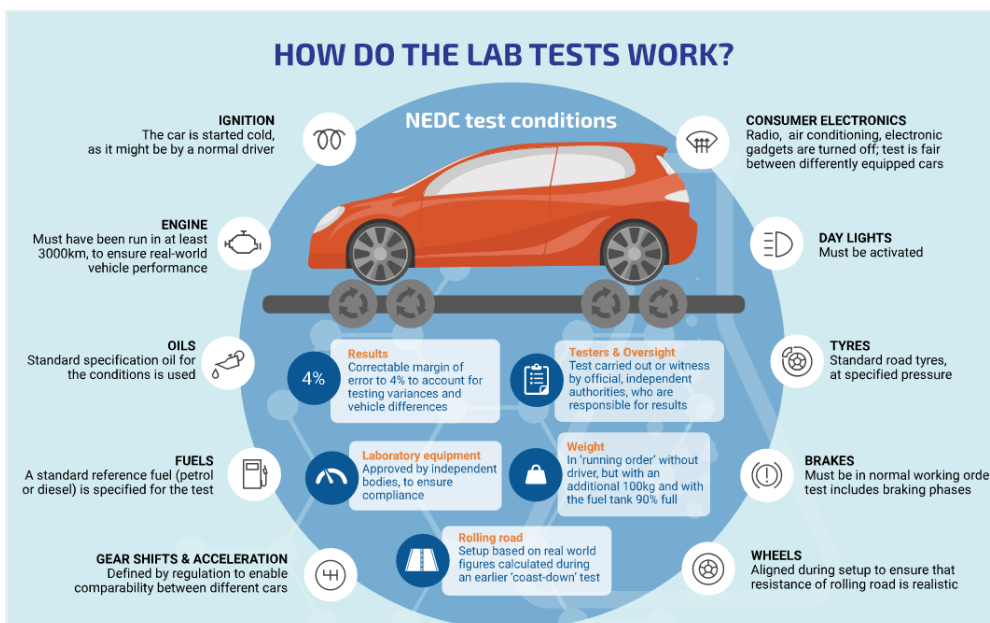 HOW DO THE LAB TESTS WORK?
NEDC test conditions
IGNITION
The car is started cold,
as it might be by a normal driver
ENGINE
Must have been run in at least
3000km, to ensure real-world
vehicle performance
OILS
Standard specification oil for
the conditions is used
FUELS
A standard reference fuel (petrol
or diesel) is specified for the test
GEAR SHIFTS & ACCELERATION
Defined by regulation to enable
comparability between different cars
4%
Results
Correctable margin of
error to 4% to account for
testing variances and
vehicle differences
Testers & Oversight
Test carried out or witness
by official, independent
authorities, who are
responsible for results
Laboratory equipment
Approved by independent
bodies, to ensure
compliance
Weight
In ‘running order’ without
driver, but with an
additional 100kg and with
the fuel tank 90% full
Rolling road
Setup based on real world
figures calculated during
an earlier ‘coast-down’ test
CONSUMER ELECTRONICS
Radio, air conditioning, electronic
gadgets are turned off; test is fair
between differently equipped cars
DAY LIGHTS
Must be activated
TYRES
Standard road tyres,
at specified pressure
BRAKES
Must be in normal working orde
test includes braking phases
WHEELS
Aligned during setup to ensure that
resistance of rolling road is realistic